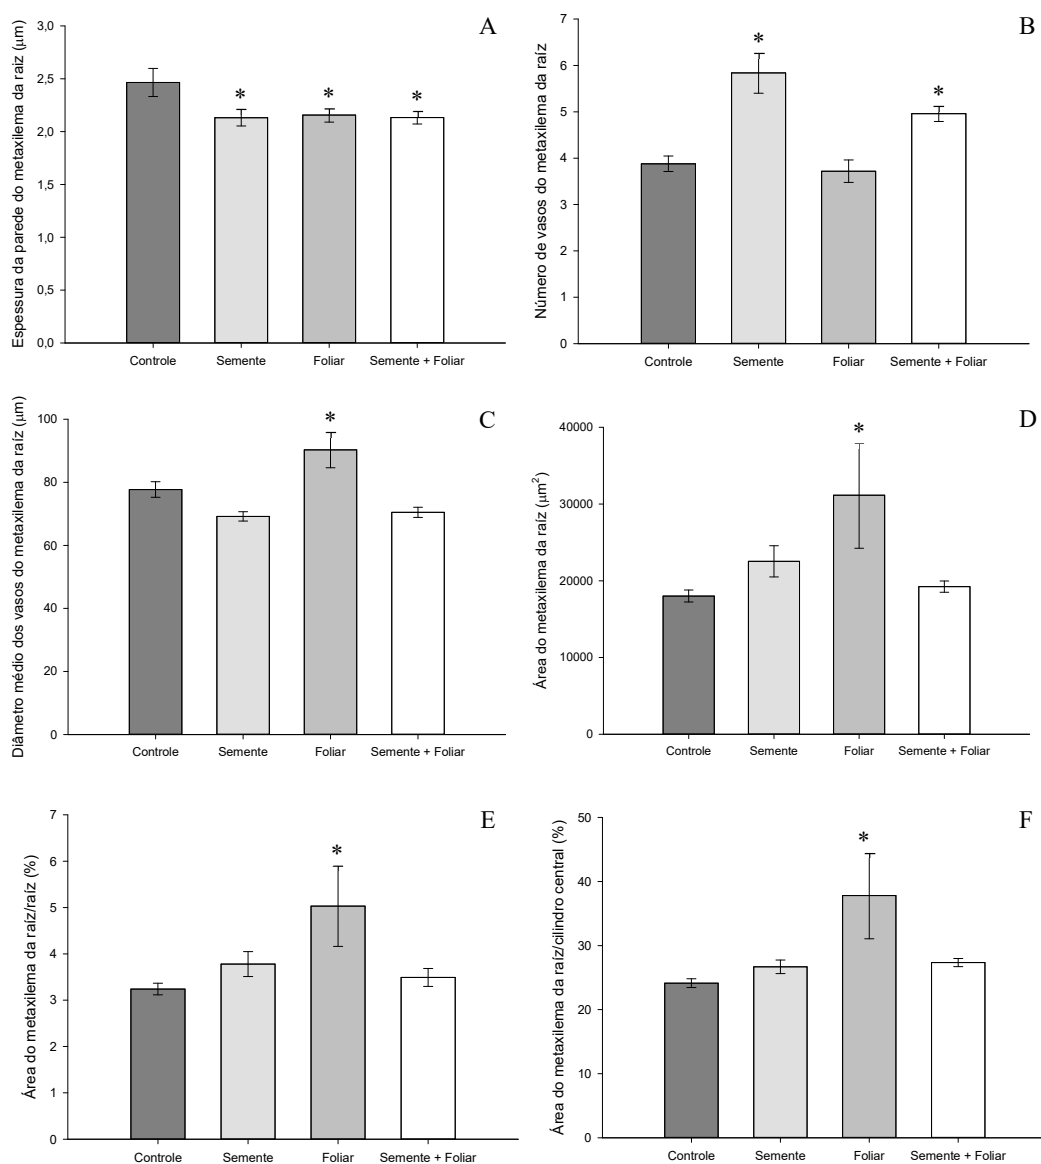 A
Espessura da parede do metaxilema da raiz (μm)
3,0
2,5
2,0
1,5
1,0
0,5
0,0
*
*
*
Controle
Semente
Foliar
Semente + Foliar
B
Número de vasos do metaxilema da raíz
7
6
5
4
3
2
1
0
*
*
Controle
Semente
Foliar
Semente + Foliar
C
Diâmetro médio dos vasos do metaxilema da raíz (μm)
100
80
60
40
20
0
*
Controle
Semente
Foliar
Semente + Foliar
D
Área do metaxilema da raíz (μm²)
40000
30000
20000
10000
0
*
Controle
Semente
Foliar
Semente + Foliar
E
Área do metaxilema da raíz/raíz (%)
7
6
5
4
3
2
1
0
*
Controle
Semente
Foliar
Semente + Foliar
F
Área do metaxilema da raíz/cilindro central (%)
50
40
30
20
10
0
*
Controle
Semente
Foliar
Semente + Foliar